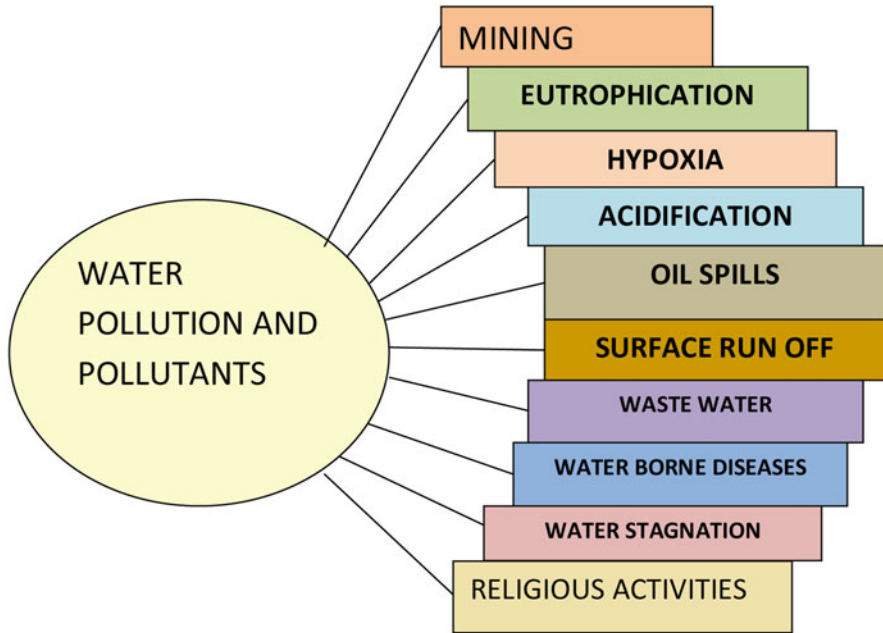 MINING
EUTROPHICATION
HYPOXIA
ACIDIFICATION
WATER
POLLUTION AND
POLLUTANTS
OIL SPILLS
SURFACE RUN OFF
WASTE WATER
WATER BORNE DISEASES
WATER STAGNATION
RELIGIOUS ACTIVITIES